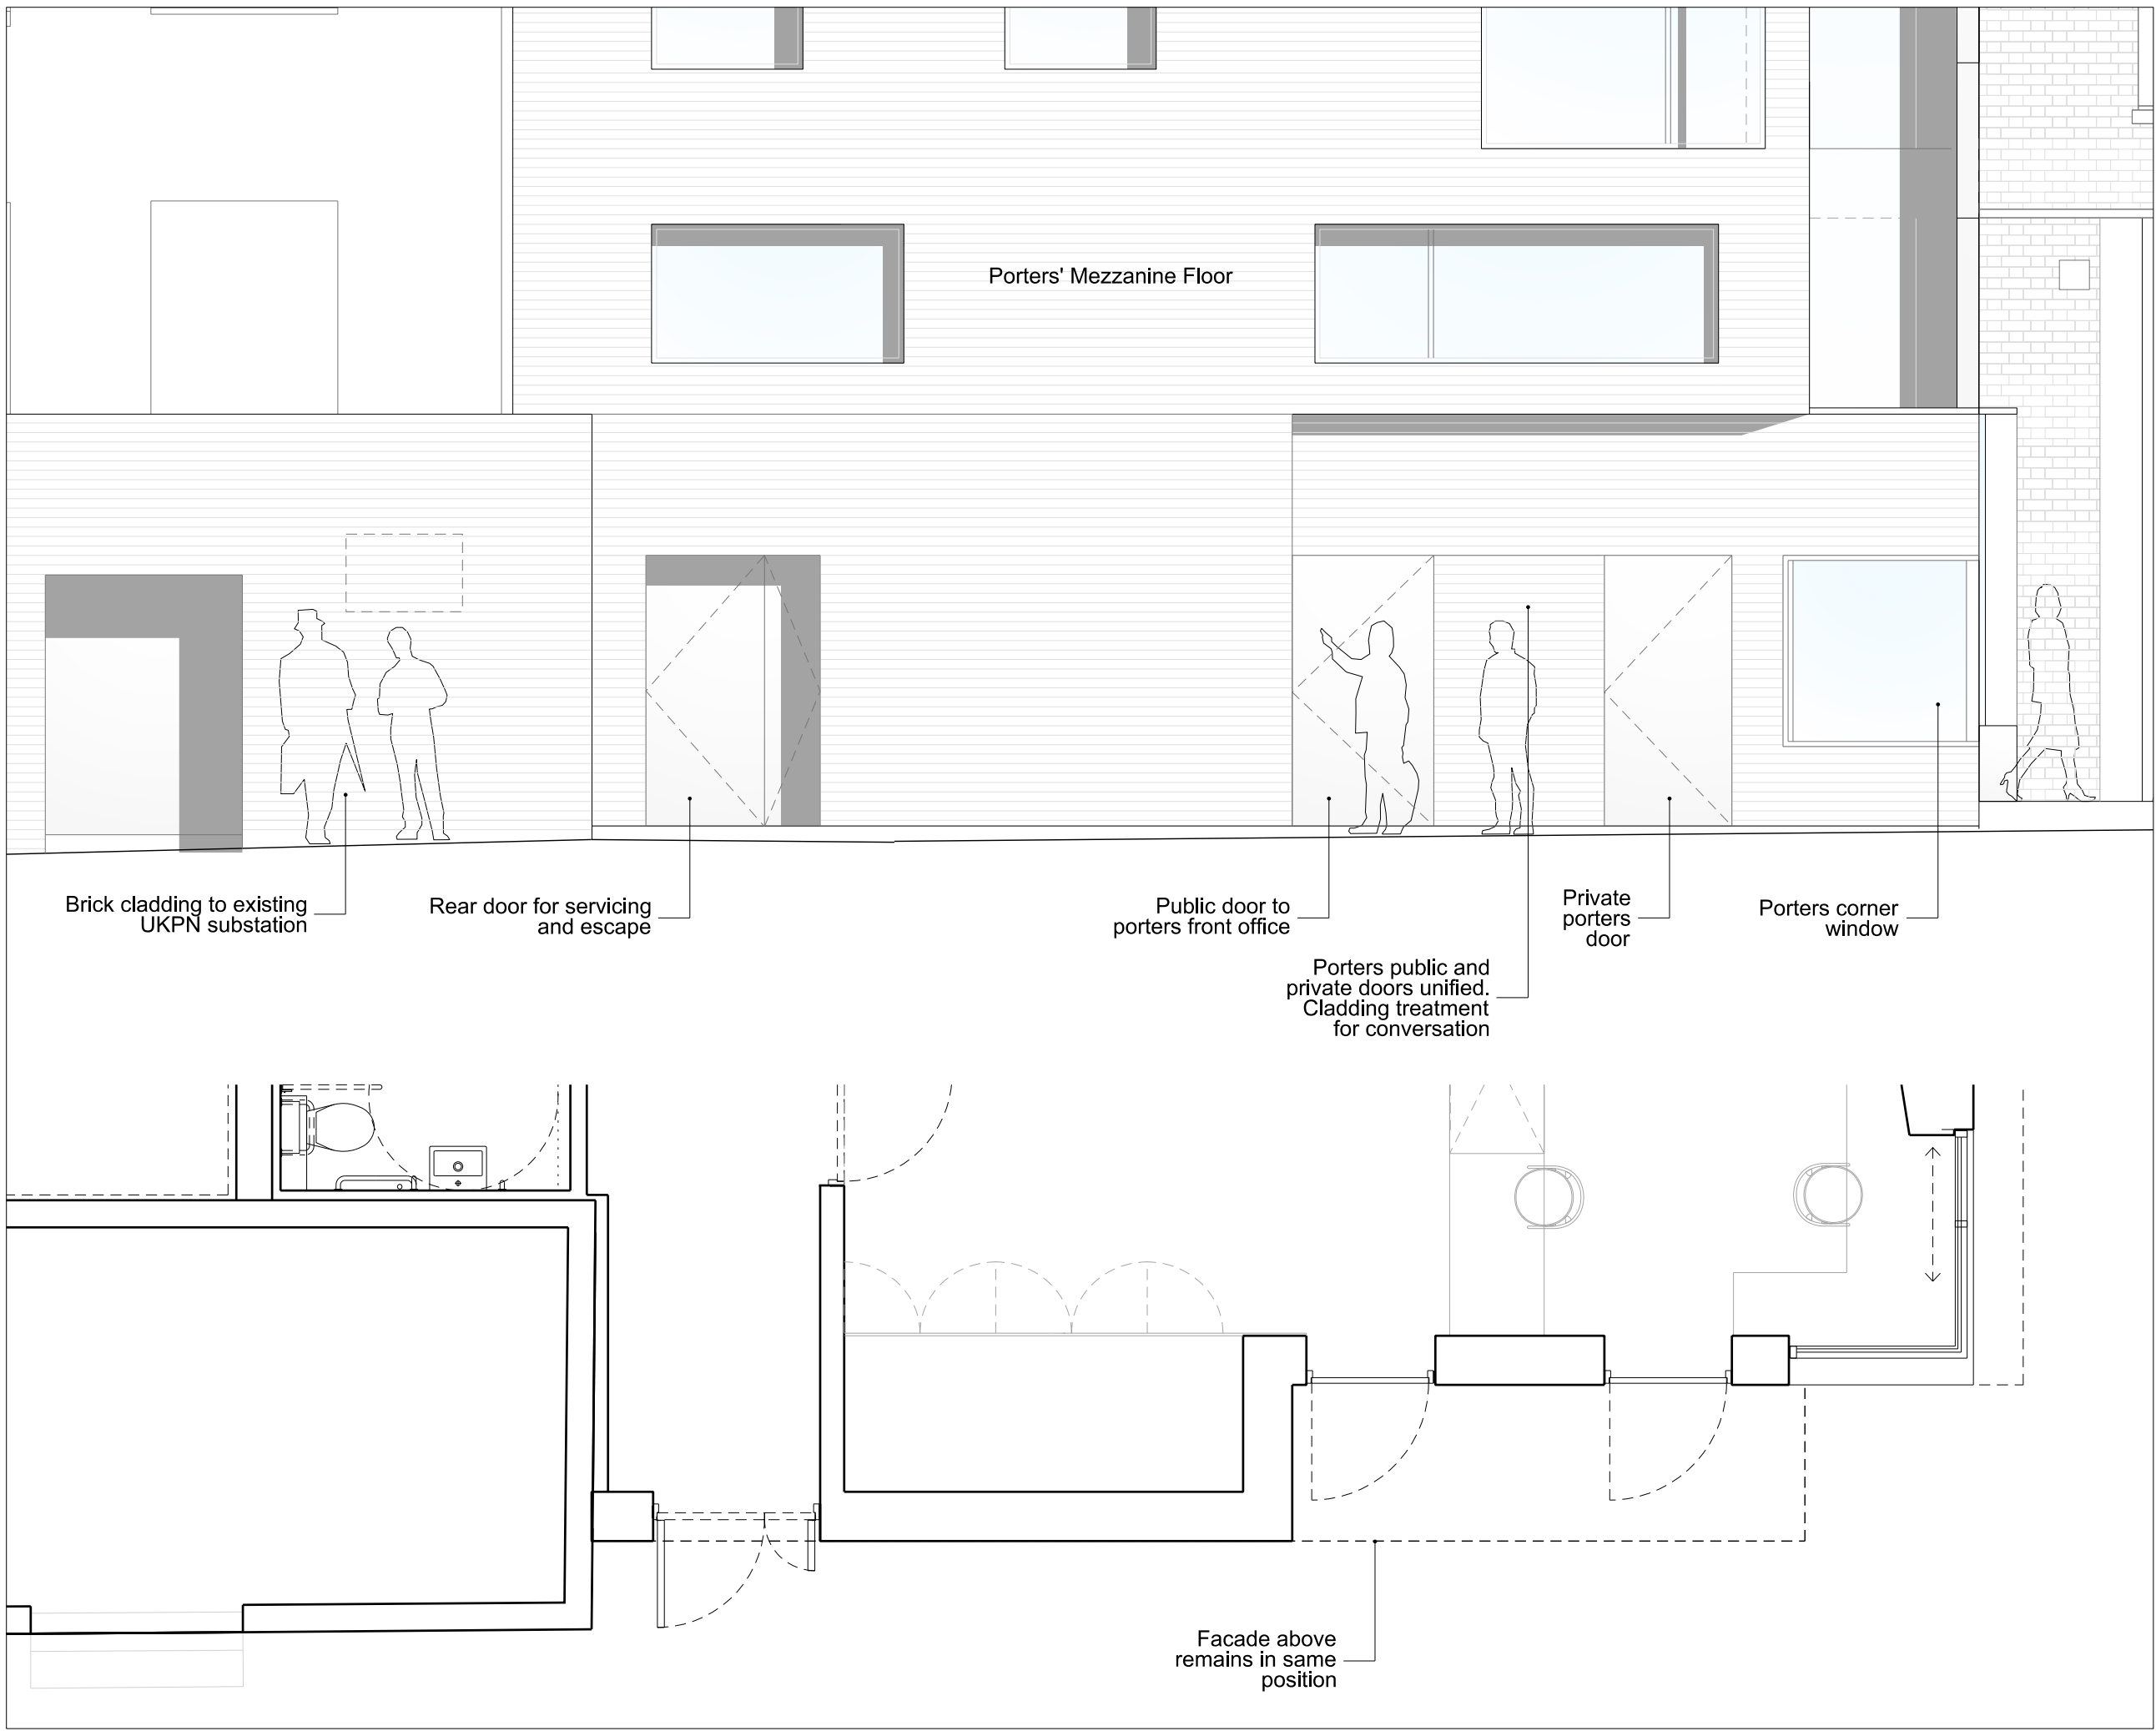 Porters' Mezzanine Floor
Brick cladding to existing
UKPN substation
Rear door for servicing
and escape
Public door to
porters front office
Porters public and
private doors unified.
Cladding treatment
for conversation
Private
porters
door
Porters corner
window
Facade above
remains in same
position